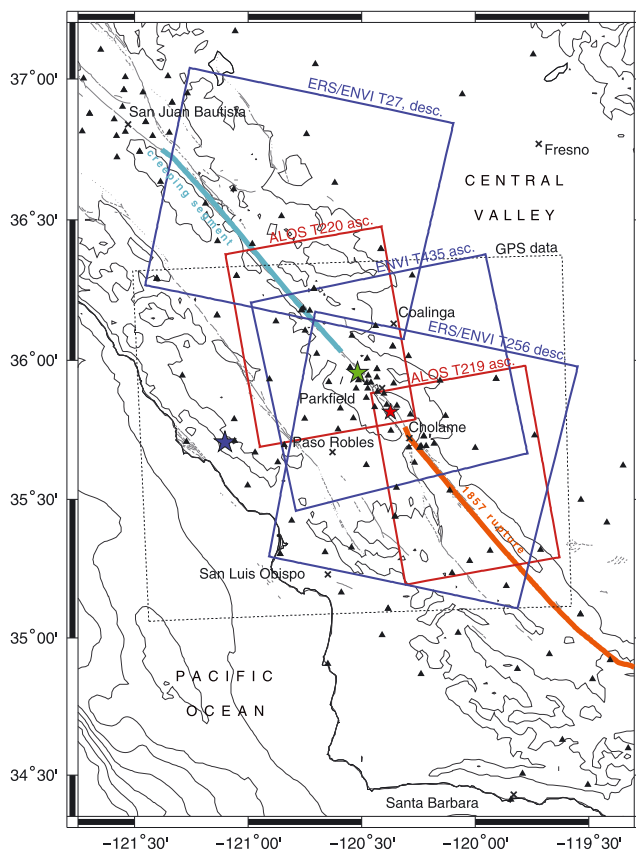 37°00'
36°30'
36°00'
35°30'
35°00'
34°30'
ERS/ENVI T27, desc.
San Juan Bautista
Fresno
creeping segment
CENTRAL
VALLEY
ALOS T220 asc.
GPS data
ENVI T435 asc.
Coalinga
ERS/ENVI T256 desc.
ALOS T219 asc.
Parkfield
Cholame
Paso Robles
1857 rupture
San Luis Obispo
PACIFIC
OCEAN
Santa Barbara
−121°30' −121°00' −120°30' −120°00' −119°30'